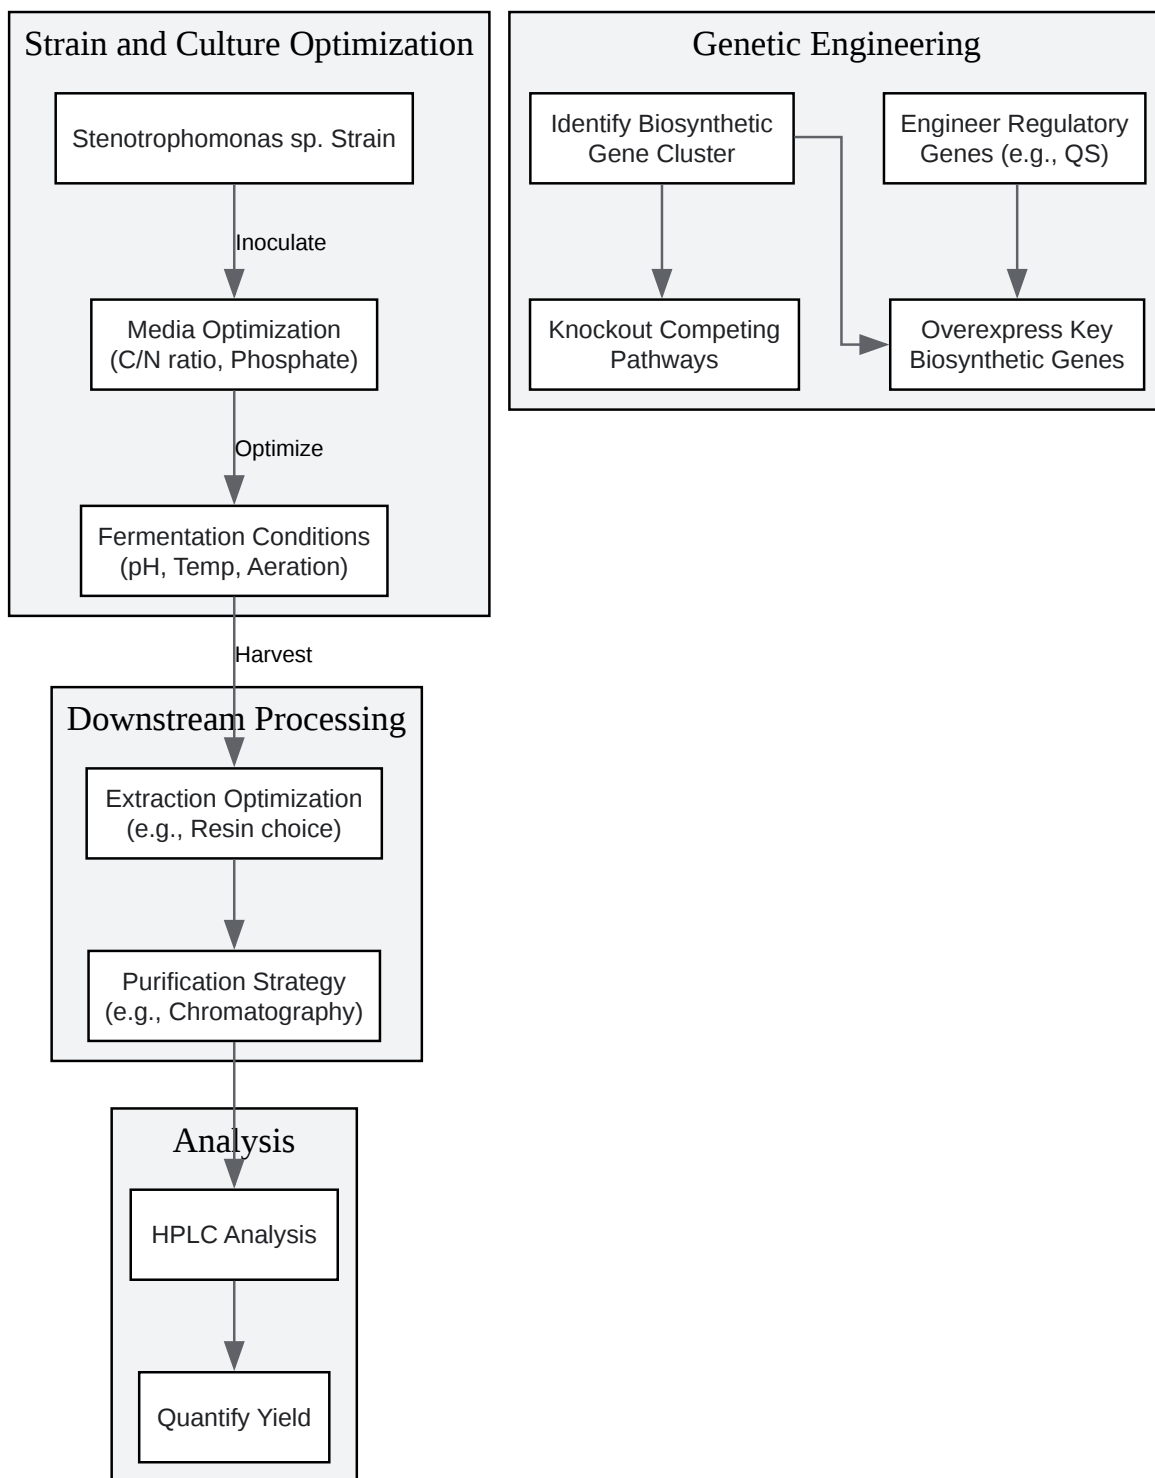 Strain and Culture Optimization
Stenotrophomonas sp. Strain
Inoculate
Media Optimization
(C/N ratio, Phosphate)
Optimize
Fermentation Conditions
(pH, Temp, Aeration)
Harvest
Downstream Processing
Extraction Optimization
(e.g., Resin choice)
Purification Strategy
(e.g., Chromatography)
Analysis
HPLC Analysis
Quantify Yield
Genetic Engineering
Identify Biosynthetic
Gene Cluster
Engineer Regulatory
Genes (e.g., QS)
Knockout Competing
Pathways
Overexpress Key
Biosynthetic Genes